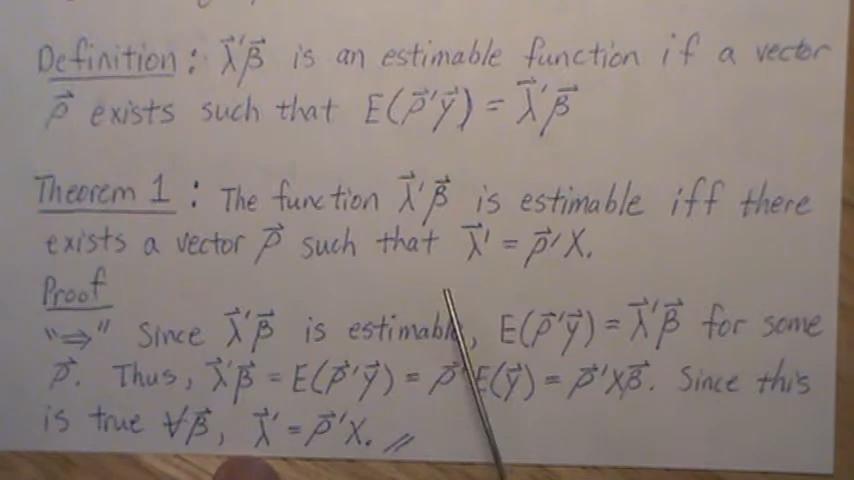 Definition: λ⃗'β⃗ is an estimable function if a vector
ρ⃗ exists such that E(ρ⃗'y⃗) = λ⃗'β⃗
Theorem 1: The function λ⃗'β⃗ is estimable iff there
exists a vector ρ⃗ such that λ⃗' = ρ⃗'X.
Proof
"⇒" Since λ⃗'β⃗ is estimable, E(ρ⃗'y⃗) = λ⃗'β⃗ for some
ρ⃗. Thus, λ⃗'β⃗ = E(ρ⃗'y⃗) = ρ⃗'E(y⃗) = ρ⃗'Xβ⃗. Since this
is true ∀β⃗, λ⃗' = ρ⃗'X. //